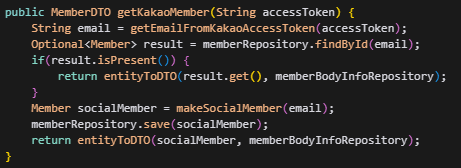 public MemberDTO getKakaoMember(String accessToken) {
    String email = getEmailFromKakaoAccessToken(accessToken);
    Optional<Member> result = memberRepository.findById(email);
    if(result.isPresent()) {
        return entityToDTO(result.get(), memberBodyInfoRepository);
    }
    Member socialMember = makeSocialMember(email);
    memberRepository.save(socialMember);
    return entityToDTO(socialMember, memberBodyInfoRepository);
}